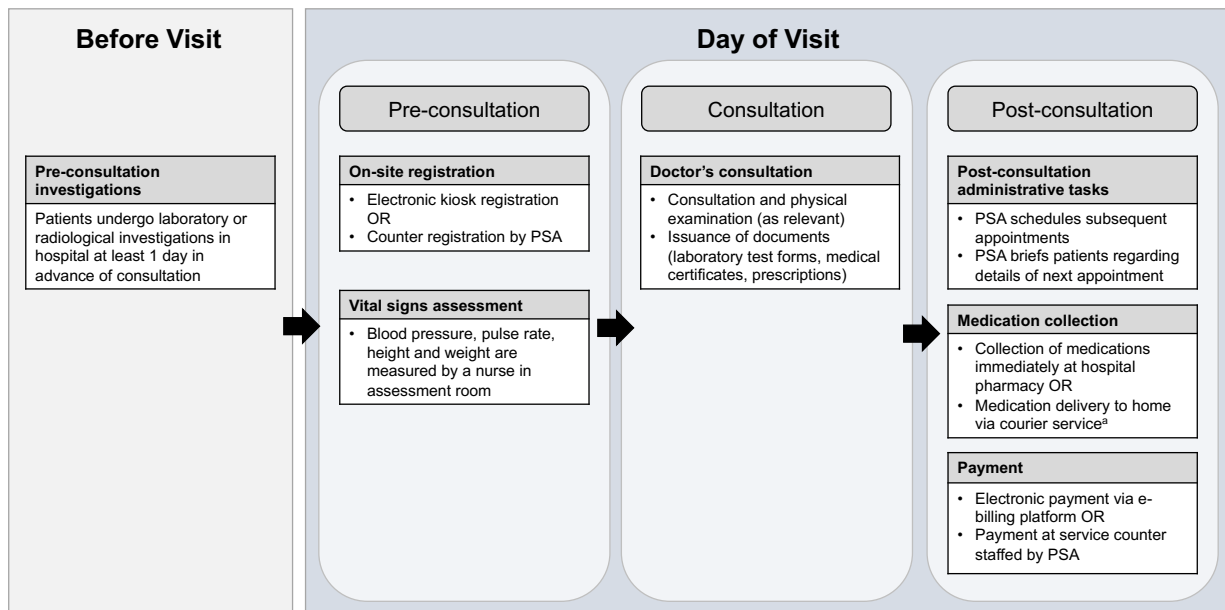 Before Visit
Pre-consultation
investigations
Patients undergo laboratory or
radiological investigations in
hospital at least 1 day in
advance of consultation
Day of Visit
Pre-consultation
On-site registration
• Electronic kiosk registration
OR
• Counter registration by PSA
Vital signs assessment
• Blood pressure, pulse rate,
height and weight are
measured by a nurse in
assessment room
Consultation
Doctor’s consultation
• Consultation and physical
examination (as relevant)
• Issuance of documents
(laboratory test forms, medical
certificates, prescriptions)
Post-consultation
Post-consultation
administrative tasks
• PSA schedules subsequent
appointments
• PSA briefs patients regarding
details of next appointment
Medication collection
• Collection of medications
immediately at hospital
pharmacy OR
• Medication delivery to home
via courier serviceᵃ
Payment
• Electronic payment via e-
billing platform OR
• Payment at service counter
staffed by PSA